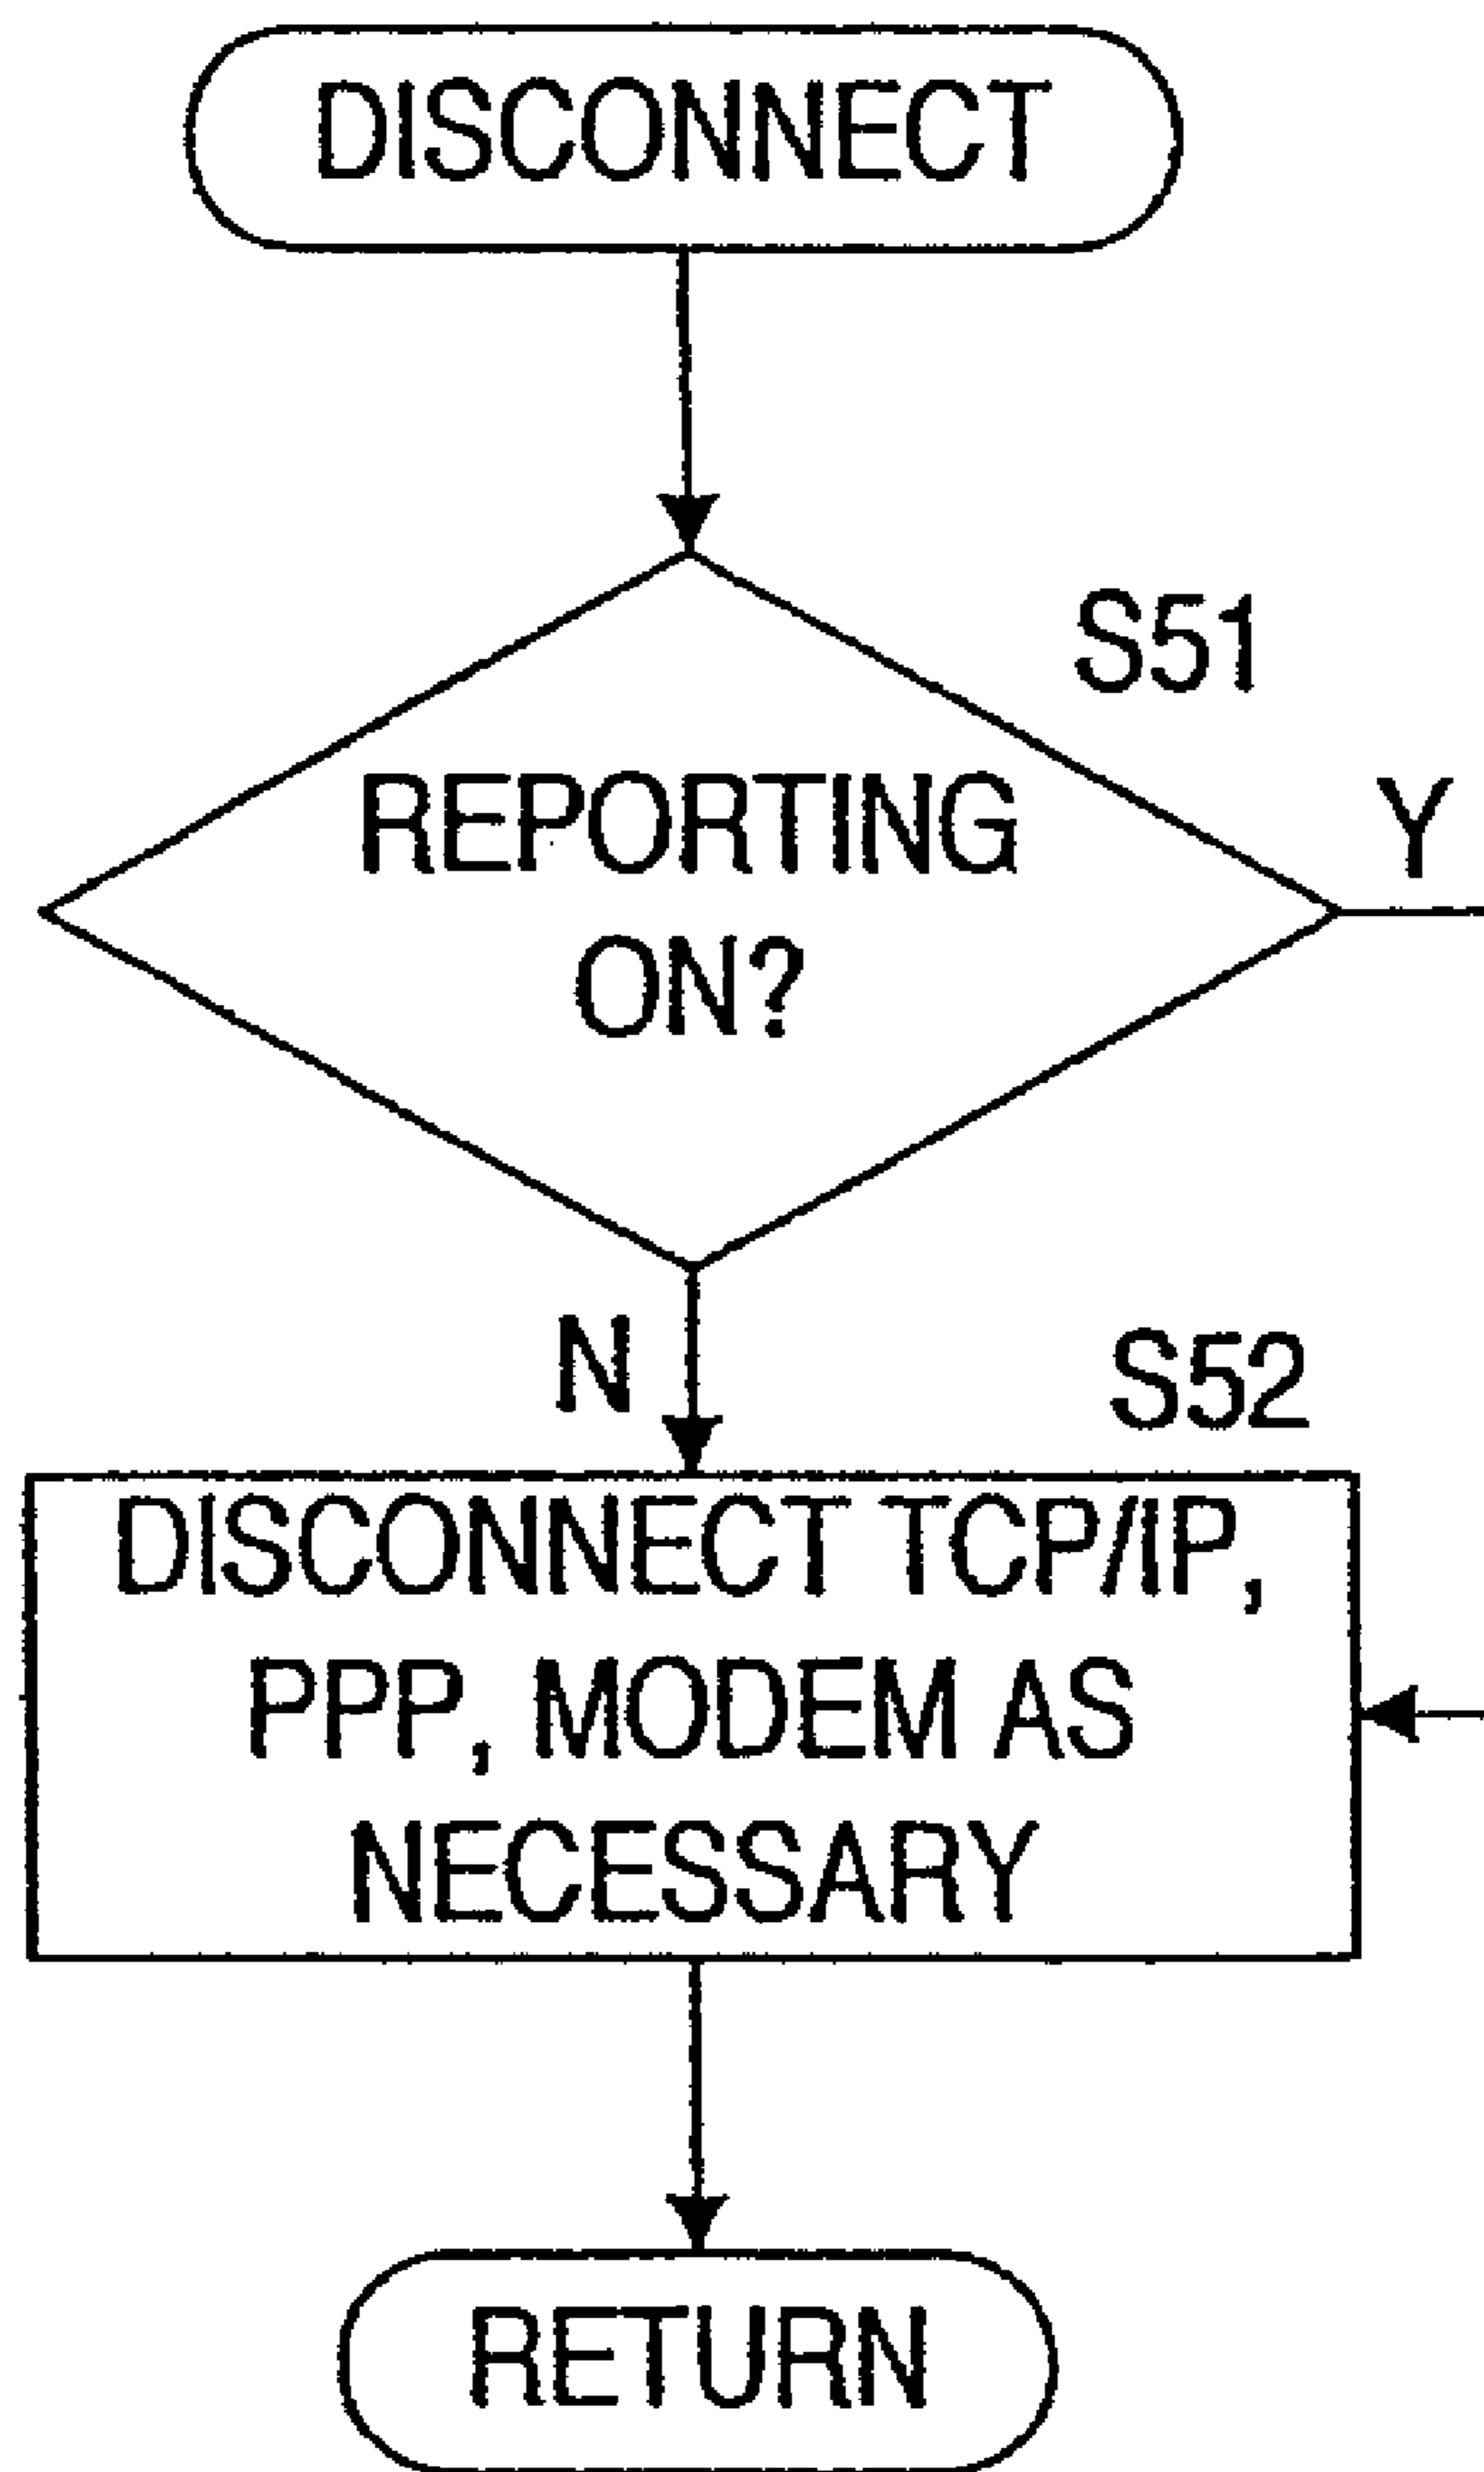 DISCONNECT
S51
REPORTING
ON?
Y
N
S52
DISCONNECT TCP/IP,
PPP, MODEM AS
NECESSARY
RETURN